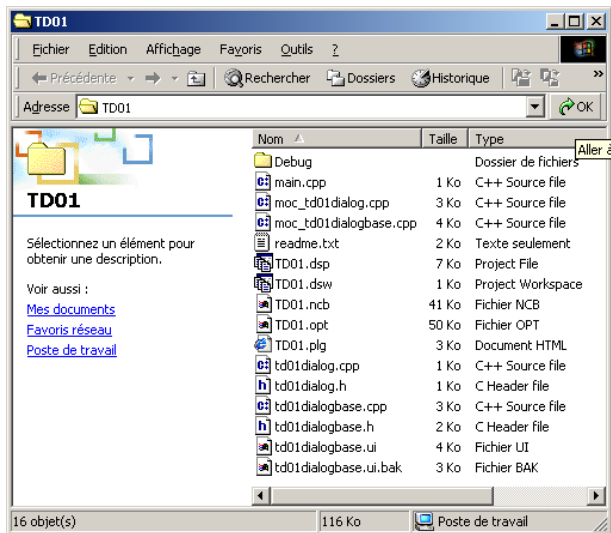 TD01
Fichier Edition Affichage Favoris Outils ?
Précédente Rechercher Dossiers Historique »
Adresse TD01 OK
Nom Taille Type
Aller à
Debug Dossier de fichiers
main.cpp 1 Ko C++ Source file
moc_td01dialog.cpp 3 Ko C++ Source file
moc_td01dialogbase.cpp 4 Ko C++ Source file
readme.txt 2 Ko Texte seulement
TD01.dsp 7 Ko Project File
TD01.dsw 1 Ko Project Workspace
TD01.ncb 41 Ko Fichier NCB
TD01.opt 50 Ko Fichier OPT
TD01.plg 3 Ko Document HTML
td01dialog.cpp 1 Ko C++ Source file
td01dialog.h 1 Ko C Header file
td01dialogbase.cpp 3 Ko C++ Source file
td01dialogbase.h 2 Ko C Header file
td01dialogbase.ui 4 Ko Fichier UI
td01dialogbase.ui.bak 3 Ko Fichier BAK
TD01
Sélectionnez un élément pour
obtenir une description.
Voir aussi :
Mes documents
Favoris réseau
Poste de travail
16 objet(s) 116 Ko Poste de travail